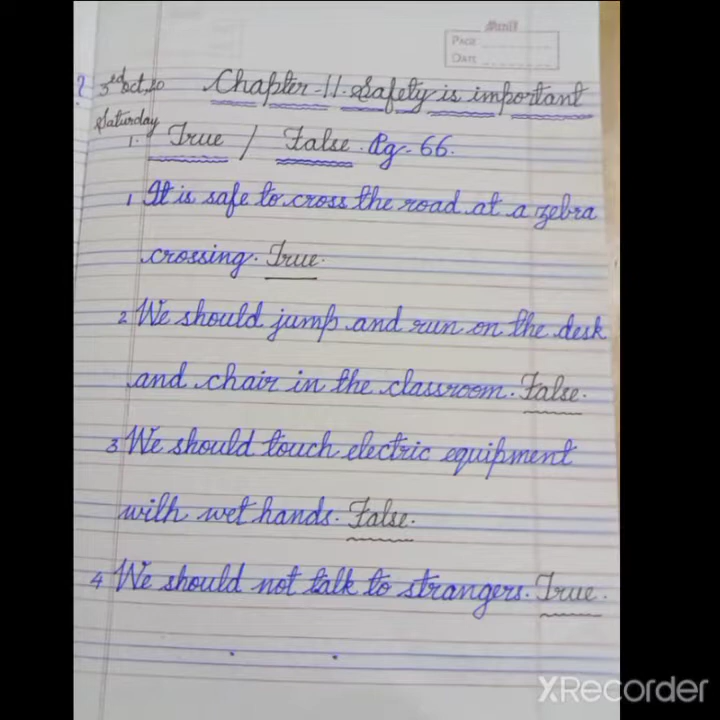 PAGE
DATE
3rd Oct, 20 Chapter-11. Safety is important
Saturday
1. True / False. Pg- 66.
1 It is safe to cross the road at a zebra
crossing. True.
2 We should jump and run on the desk
and chair in the classroom. False.
3 We should touch electric equipment
with wet hands. False.
4 We should not talk to strangers. True.
XRecorder